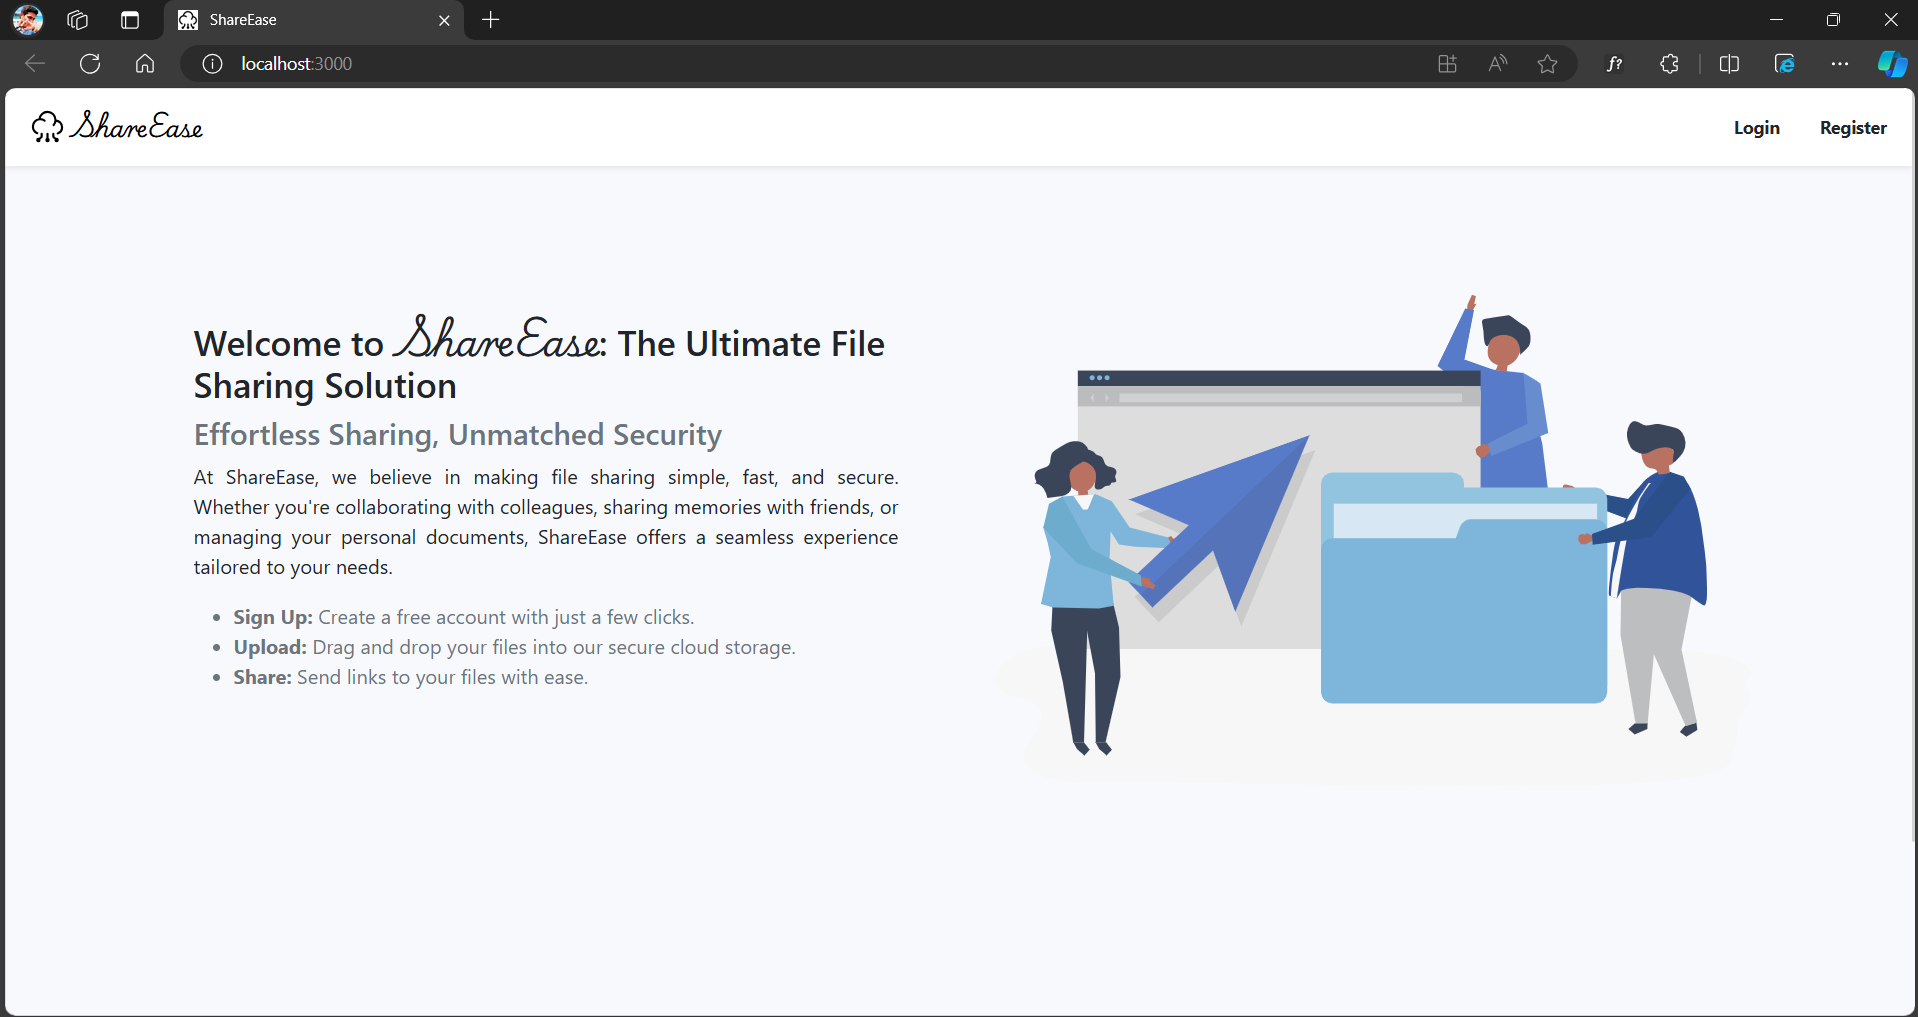 ShareEase
localhost:3000
ShareEase
Login
Register
Welcome to ShareEase: The Ultimate File
Sharing Solution
Effortless Sharing, Unmatched Security
At ShareEase, we believe in making file sharing simple, fast, and secure.
Whether you're collaborating with colleagues, sharing memories with friends, or
managing your personal documents, ShareEase offers a seamless experience
tailored to your needs.
• Sign Up: Create a free account with just a few clicks.
• Upload: Drag and drop your files into our secure cloud storage.
• Share: Send links to your files with ease.